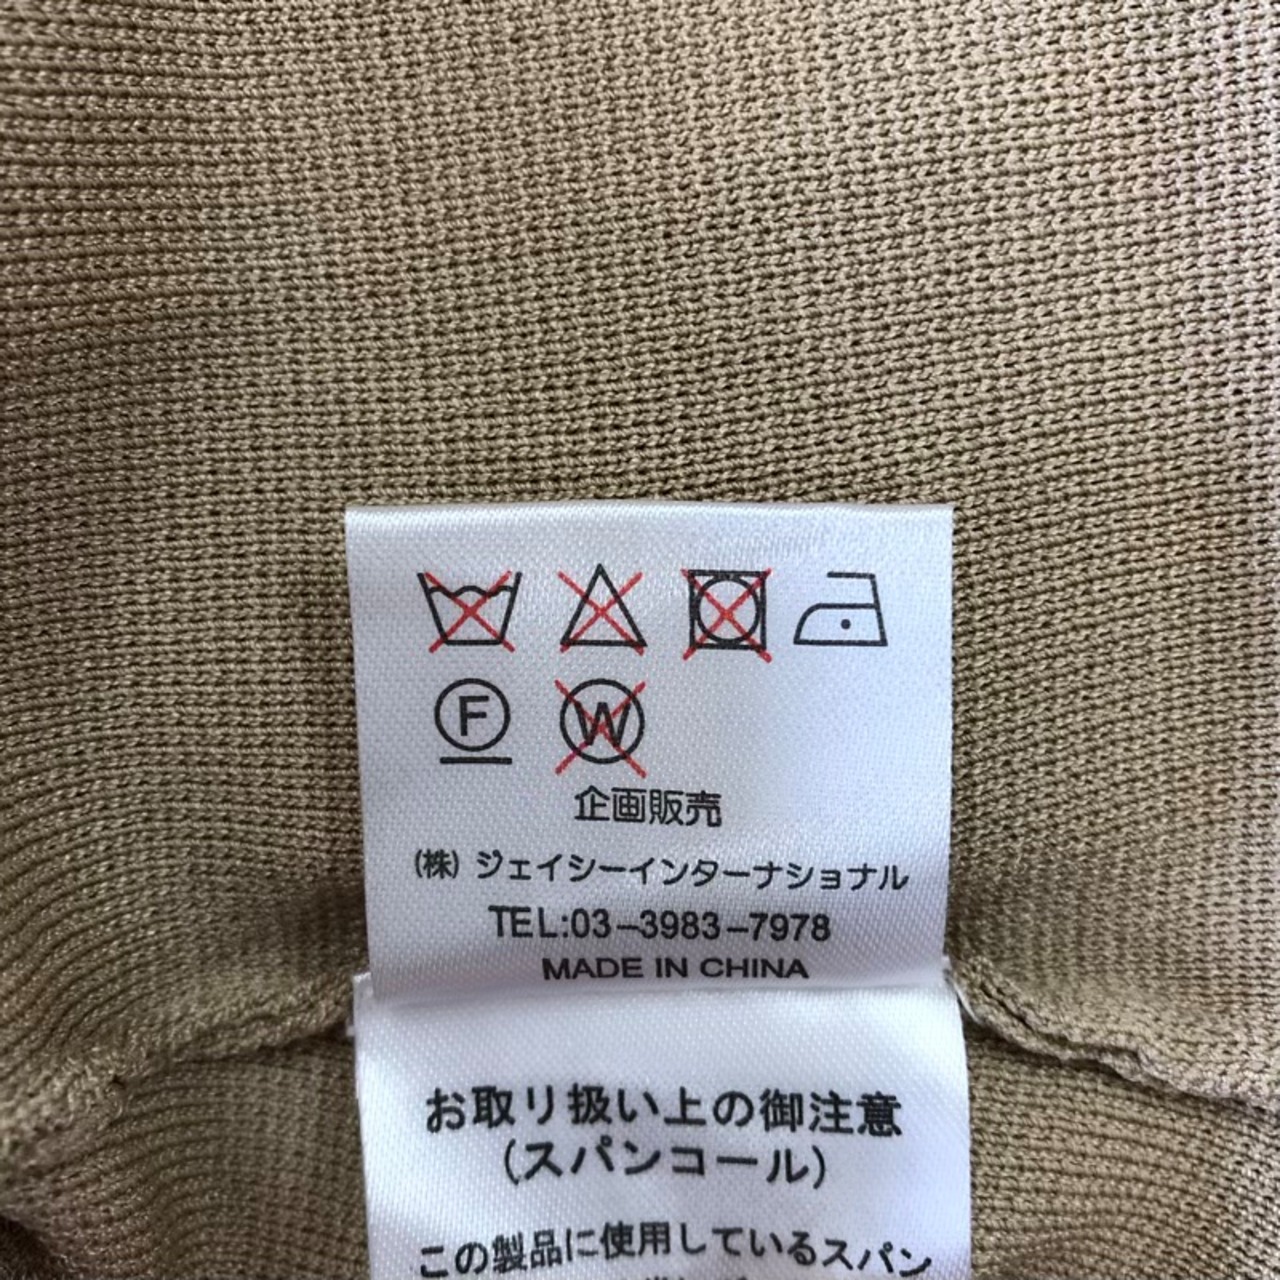 F W
企画販売
(株) ジェイシーインターナショナル
TEL:03-3983-7978
MADE IN CHINA
お取り扱い上の御注意
(スパンコール)
この製品に使用しているスパン